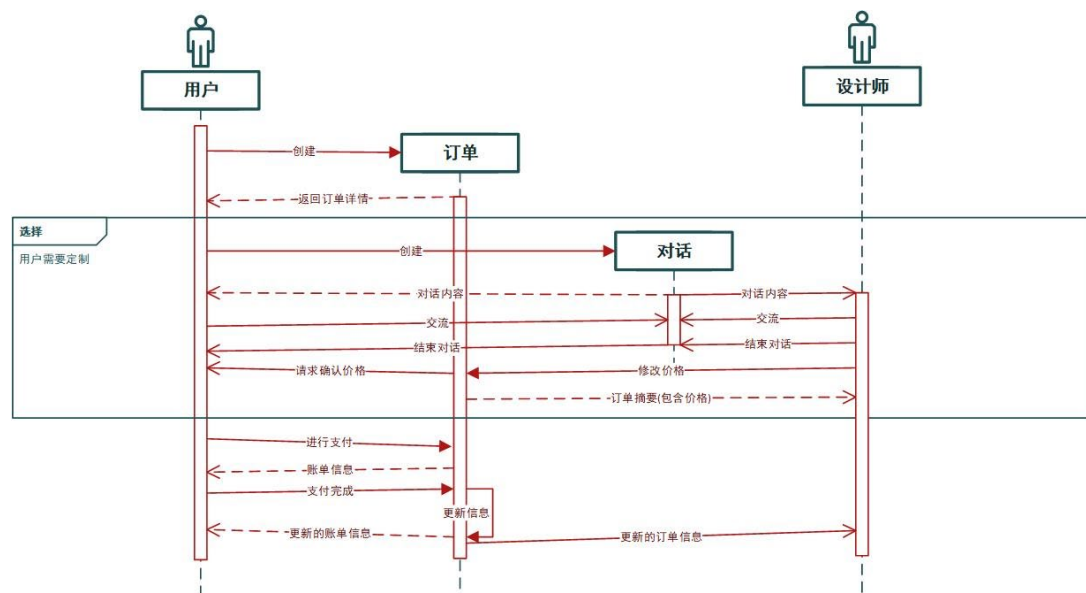 用户
设计师
创建
订单
返回订单详情
选择
用户需要定制
创建
对话
对话内容
对话内容
交流
交流
结束对话
结束对话
请求确认价格
修改价格
订单摘要(包含价格)
进行支付
账单信息
支付完成
更新信息
更新的账单信息
更新的订单信息